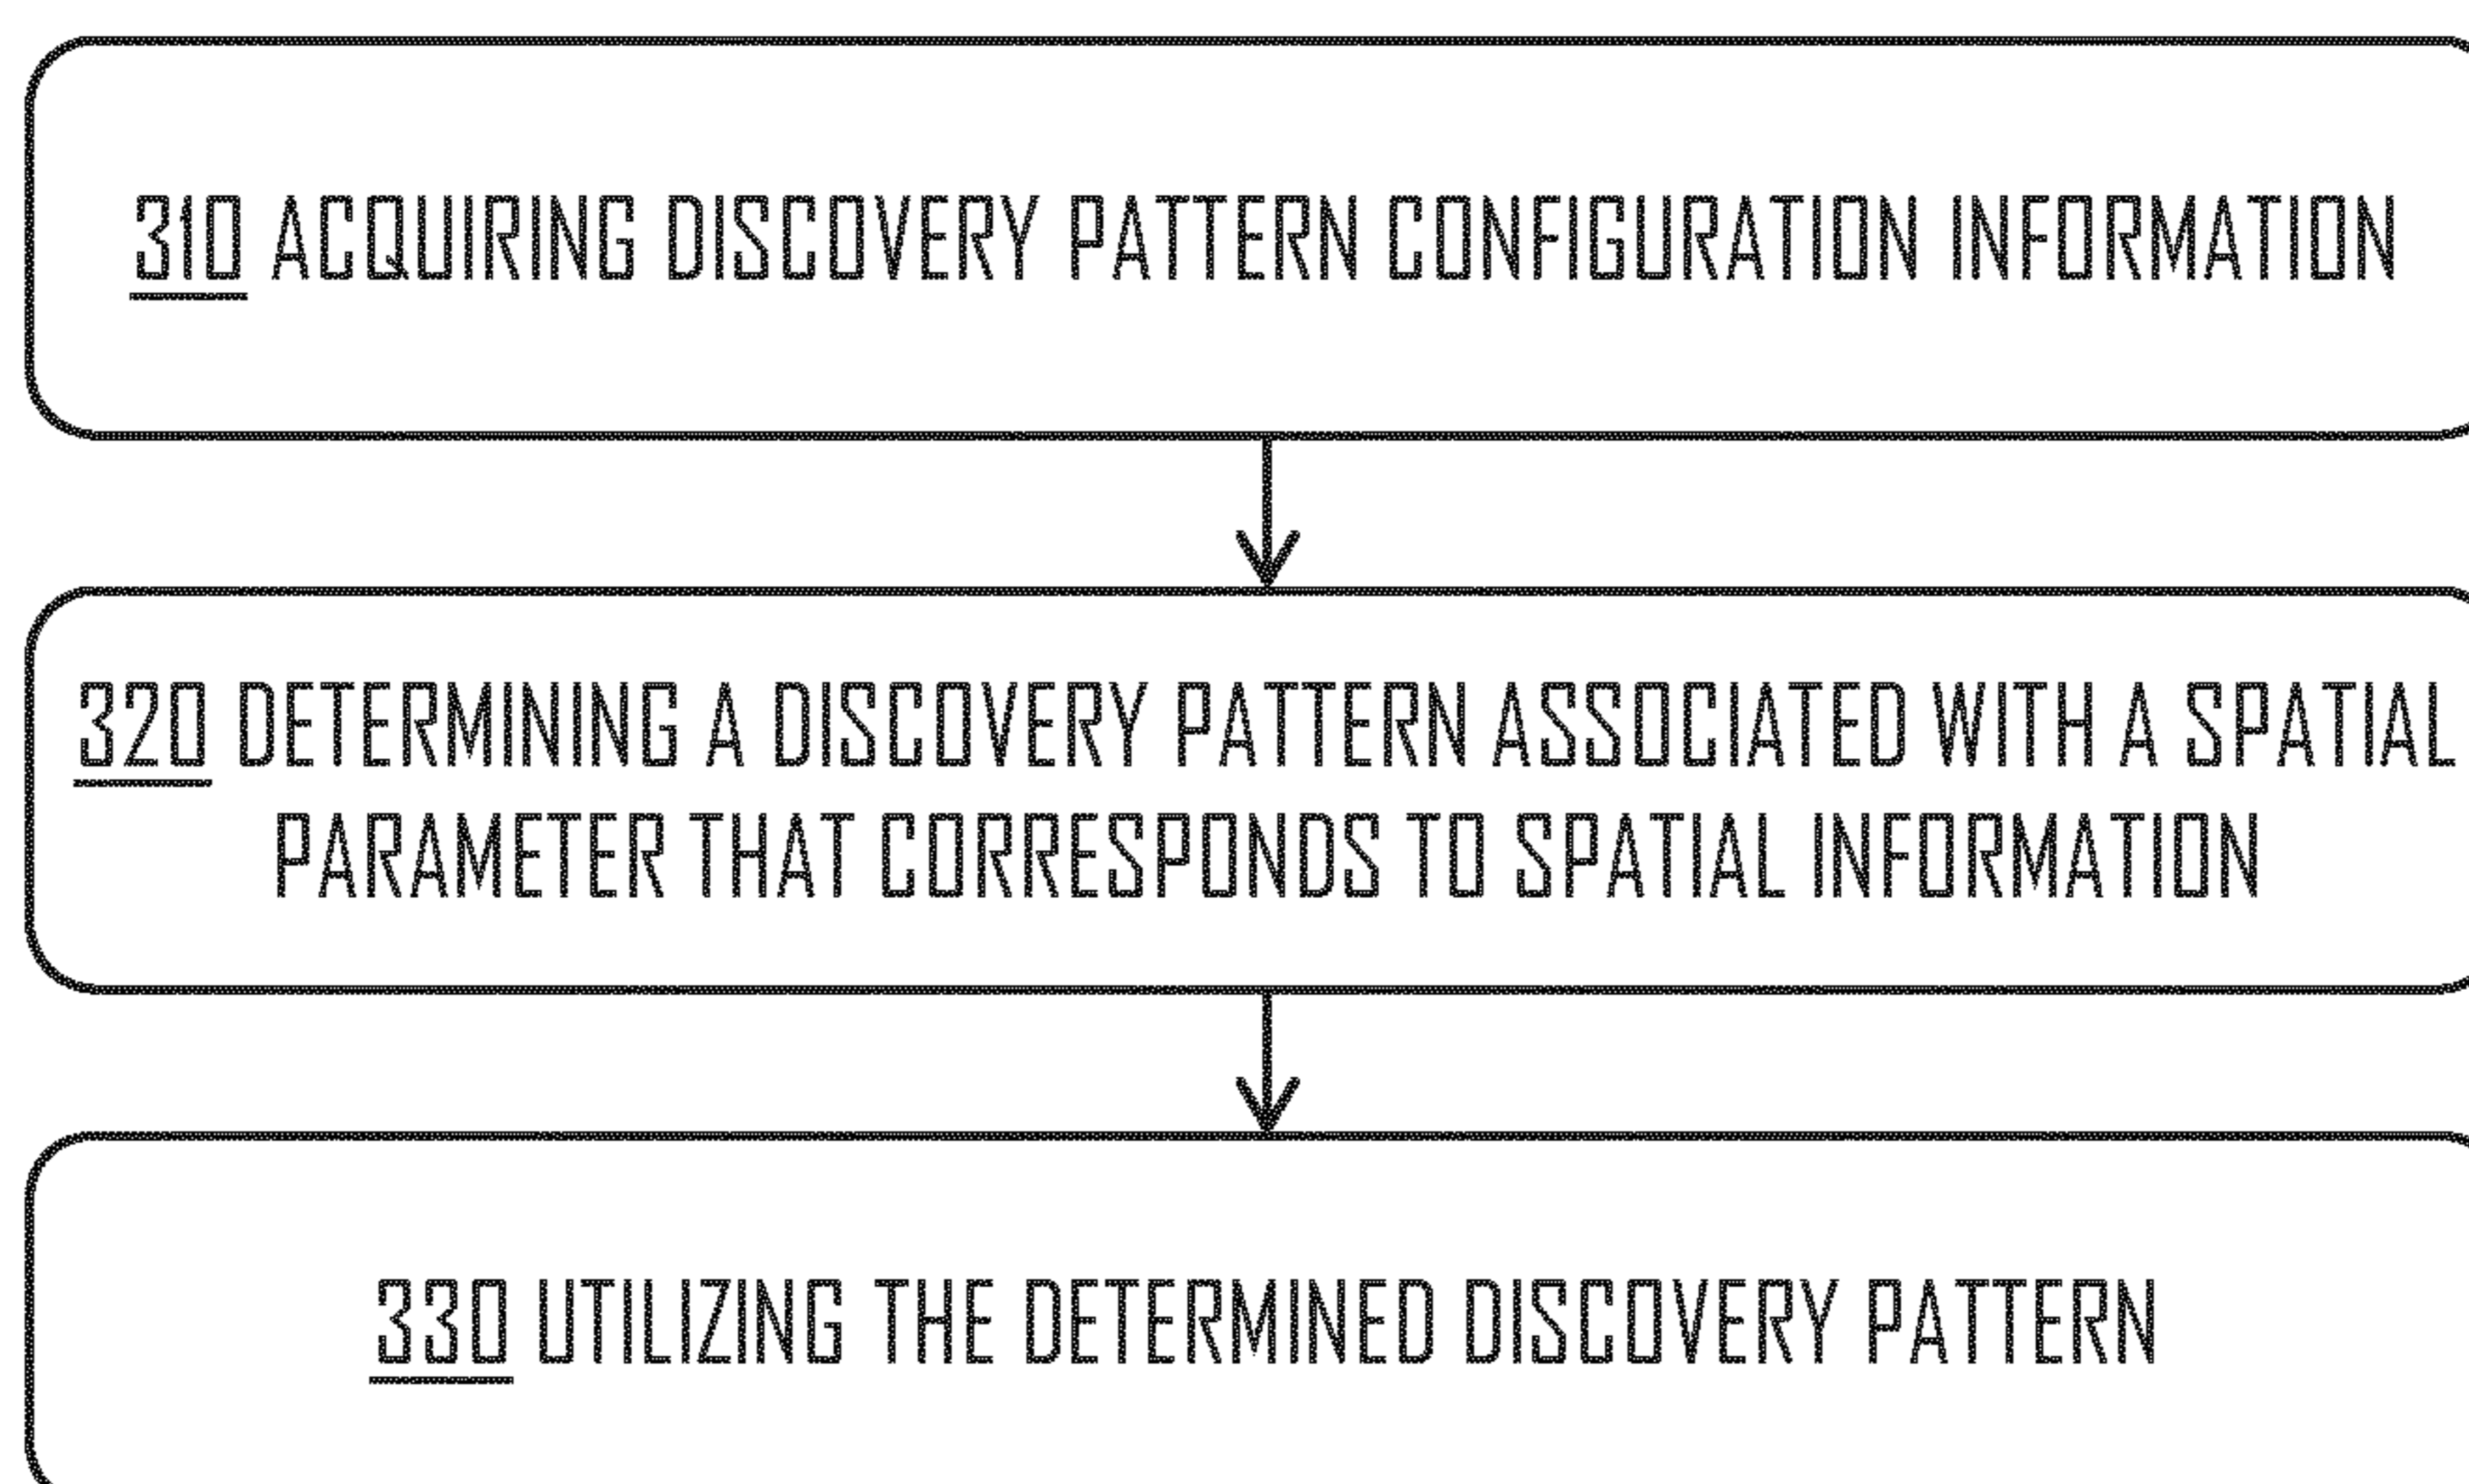 310 ACQUIRING DISCOVERY PATTERN CONFIGURATION INFORMATION
320 DETERMINING A DISCOVERY PATTERN ASSOCIATED WITH A SPATIAL
PARAMETER THAT CORRESPONDS TO SPATIAL INFORMATION
330 UTILIZING THE DETERMINED DISCOVERY PATTERN